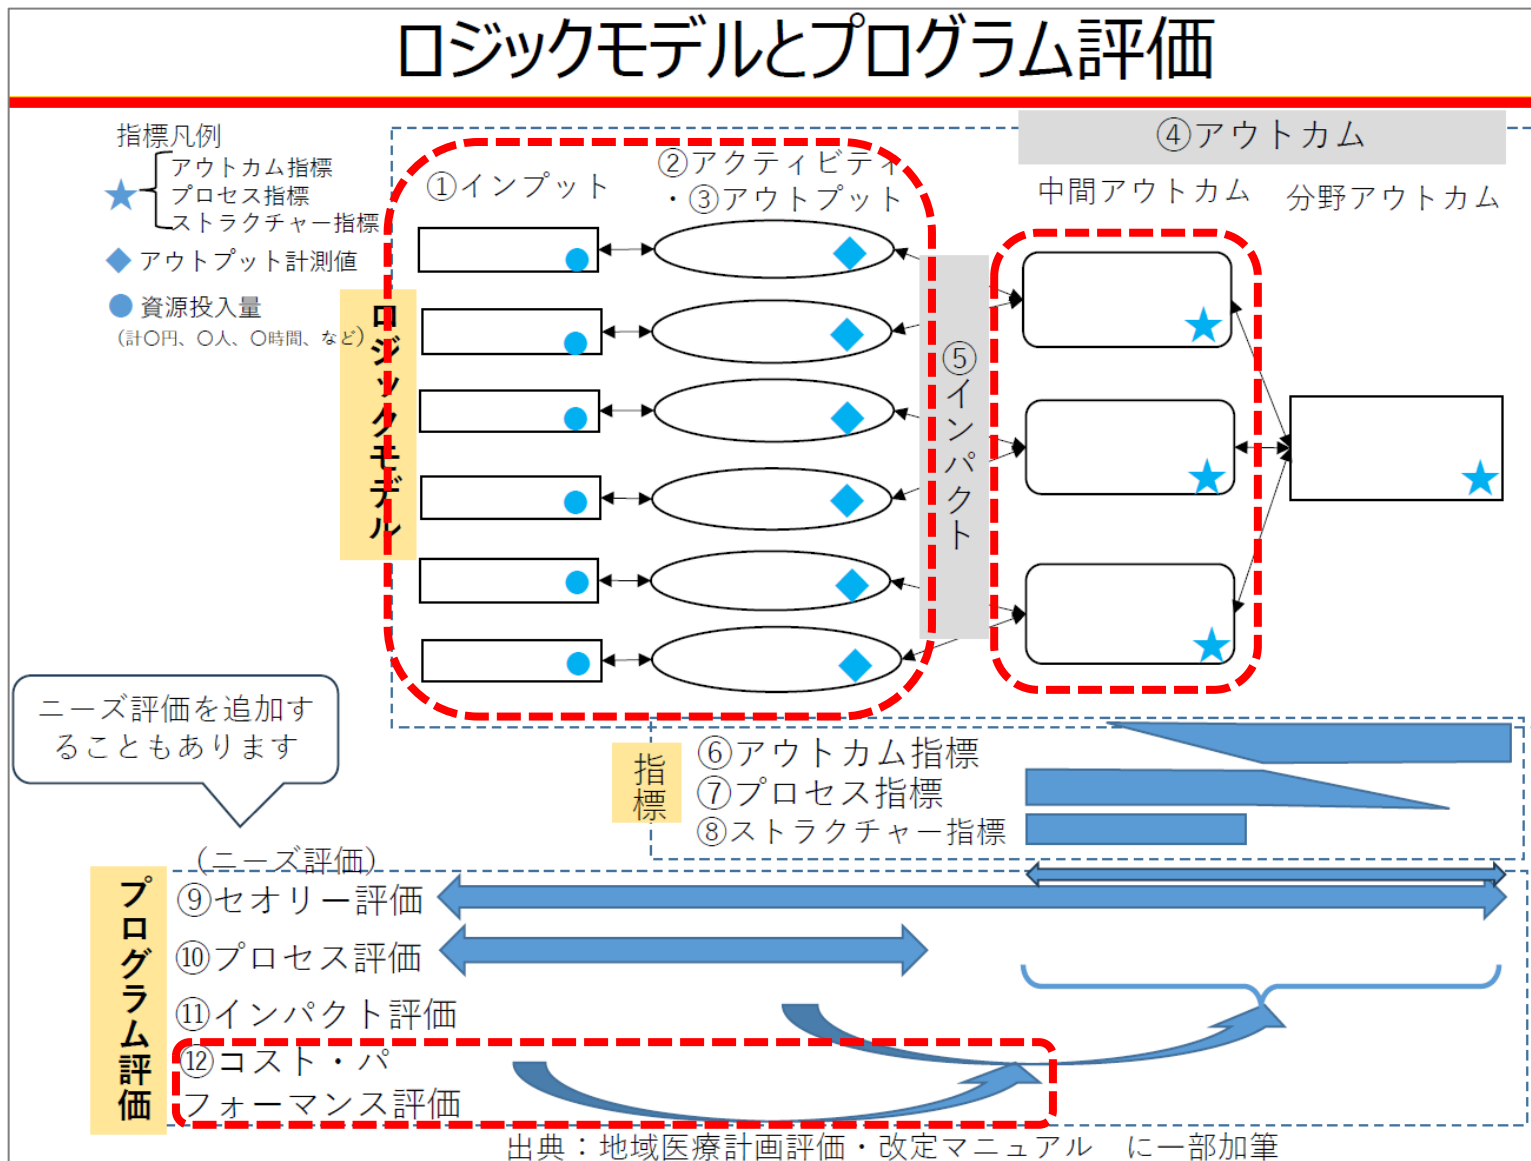 ロジックモデルとプログラム評価
指標凡例
アウトカム指標
プロセス指標
ストラクチャー指標
アウトプット計測値
資源投入量
(計〇円、〇人、〇時間、など)
ロジックモデル
①インプット
②アクティビティ
・③アウトプット
④アウトカム
中間アウトカム
分野アウトカム
⑤インパクト
ニーズ評価を追加す
ることもあります
指標
⑥アウトカム指標
⑦プロセス指標
⑧ストラクチャー指標
プログラム評価
(ニーズ評価)
⑨セオリー評価
⑩プロセス評価
⑪インパクト評価
⑫コスト・パ
フォーマンス評価
出典：地域医療計画評価・改定マニュアル　に一部加筆